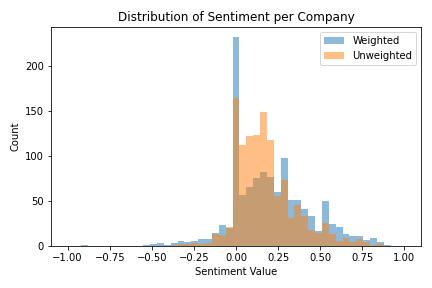 Distribution of Sentiment per Company
Weighted
Unweighted
Count
200
150
100
50
0
−1.00 −0.75 −0.50 −0.25 0.00 0.25 0.50 0.75 1.00
Sentiment Value